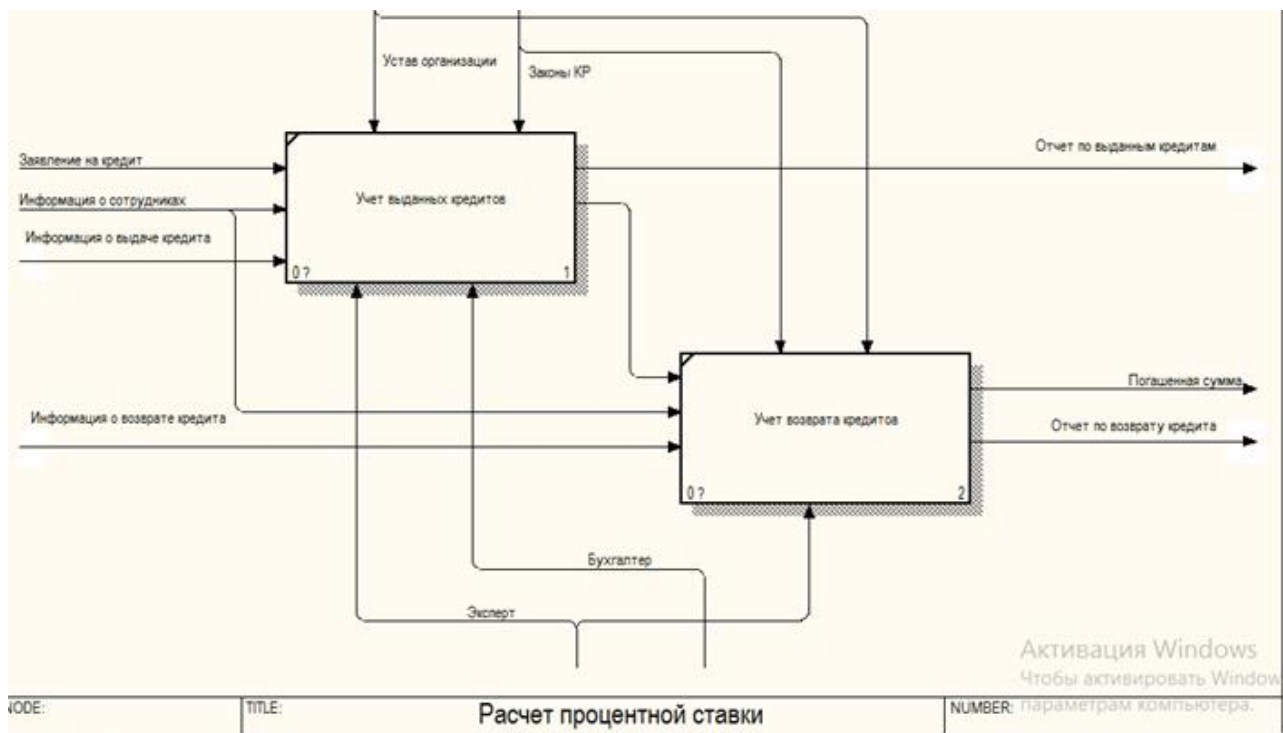 Устав организации
Законы КР
Заявление на кредит
Отчет по выданным кредитам
Информация о сотрудниках
Учет выданных кредитов
Информация о выдаче кредита
0 ?
1
Погашенная сумма
Информация о возврате кредита
Учет возврата кредитов
Отчет по возврату кредита
0 ?
2
Бухгалтер
Эксперт
Активация Windows
Чтобы активировать Window
параметрам компьютера.
NODE:
TITLE:
Расчет процентной ставки
NUMBER: